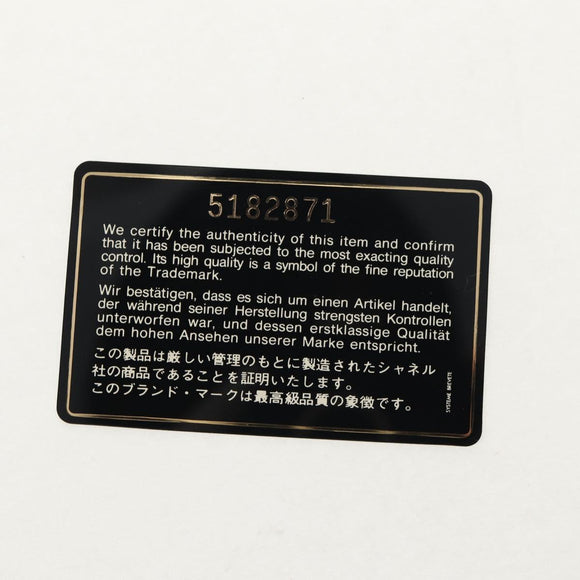 5182871
We certify the authenticity of this item and confirm
that it has been subjected to the most exacting quality
control. Its high quality is a symbol of the fine reputation
of the Trademark.
Wir bestätigen, dass es sich um einen Artikel handelt,
der während seiner Herstellung strengsten Kontrollen
unterworfen war, und dessen erstklassige Qualität
dem hohen Ansehen unserer Marke entspricht.
この製品は厳しい管理のもとに製造されたシャネル
社の商品であることを証明いたします。
このブランド・マークは最高級品質の象徴です。
SYSTEME BREVETE